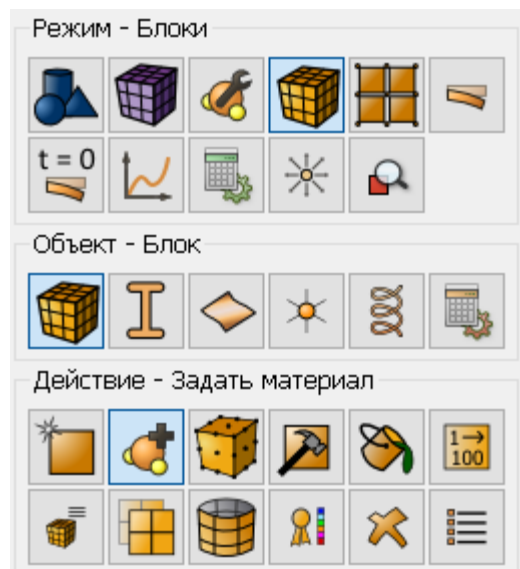 Режим - Блоки
t = 0
Объект - Блок
Действие - Задать материал
1→
100